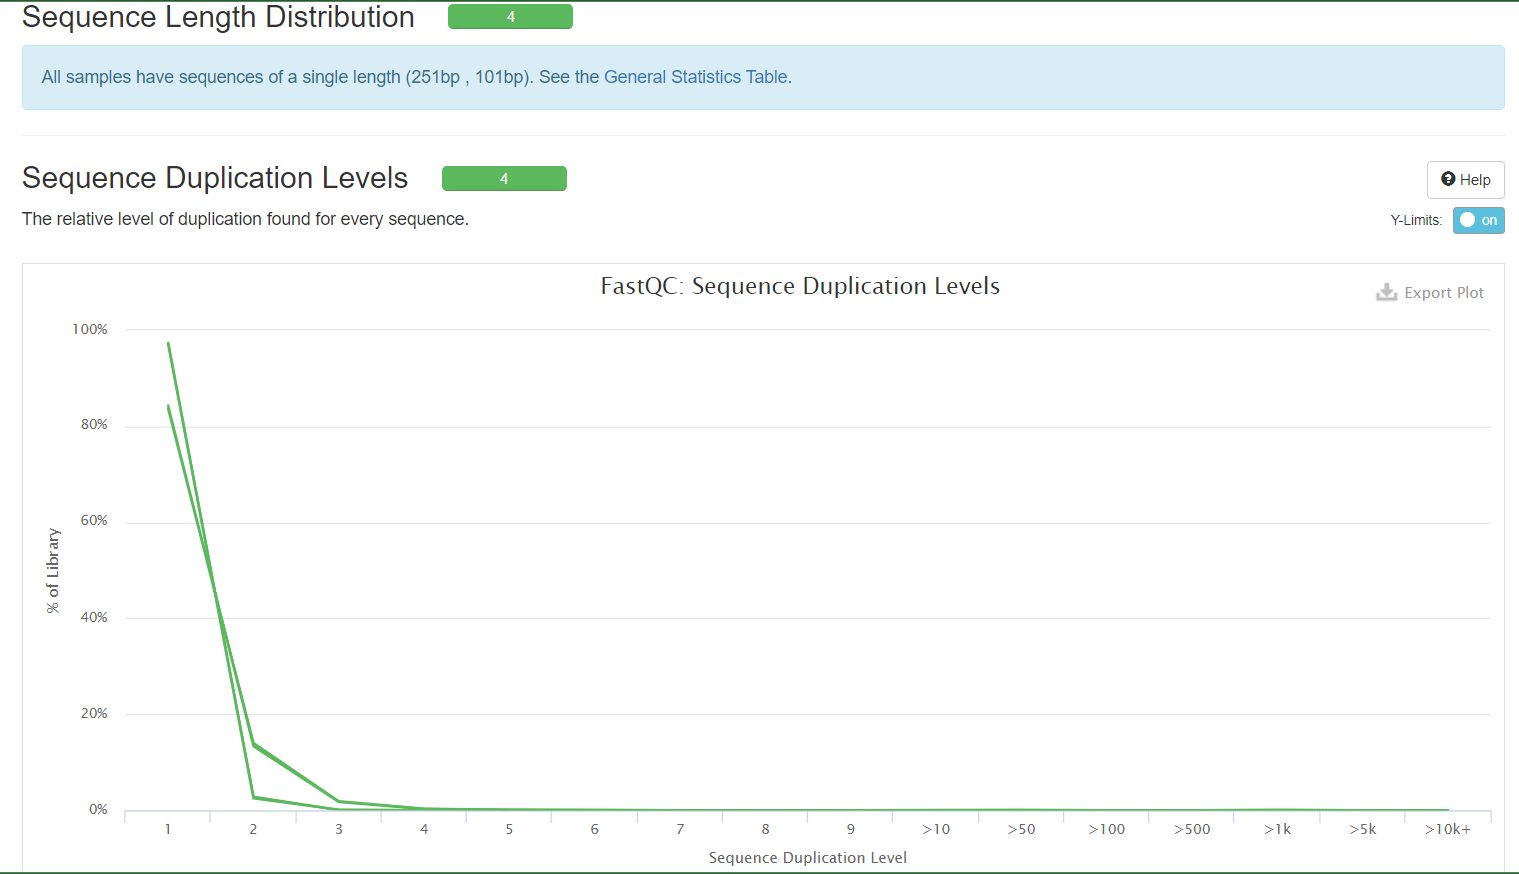 Sequence Length Distribution 4
All samples have sequences of a single length (251bp , 101bp). See the General Statistics Table.
Sequence Duplication Levels 4
Help
The relative level of duplication found for every sequence.
Y-Limits: on
FastQC: Sequence Duplication Levels
Export Plot
100%
80%
60%
40%
20%
0%
% of Library
1 2 3 4 5 6 7 8 9 >10 >50 >100 >500 >1k >5k >10k+
Sequence Duplication Level